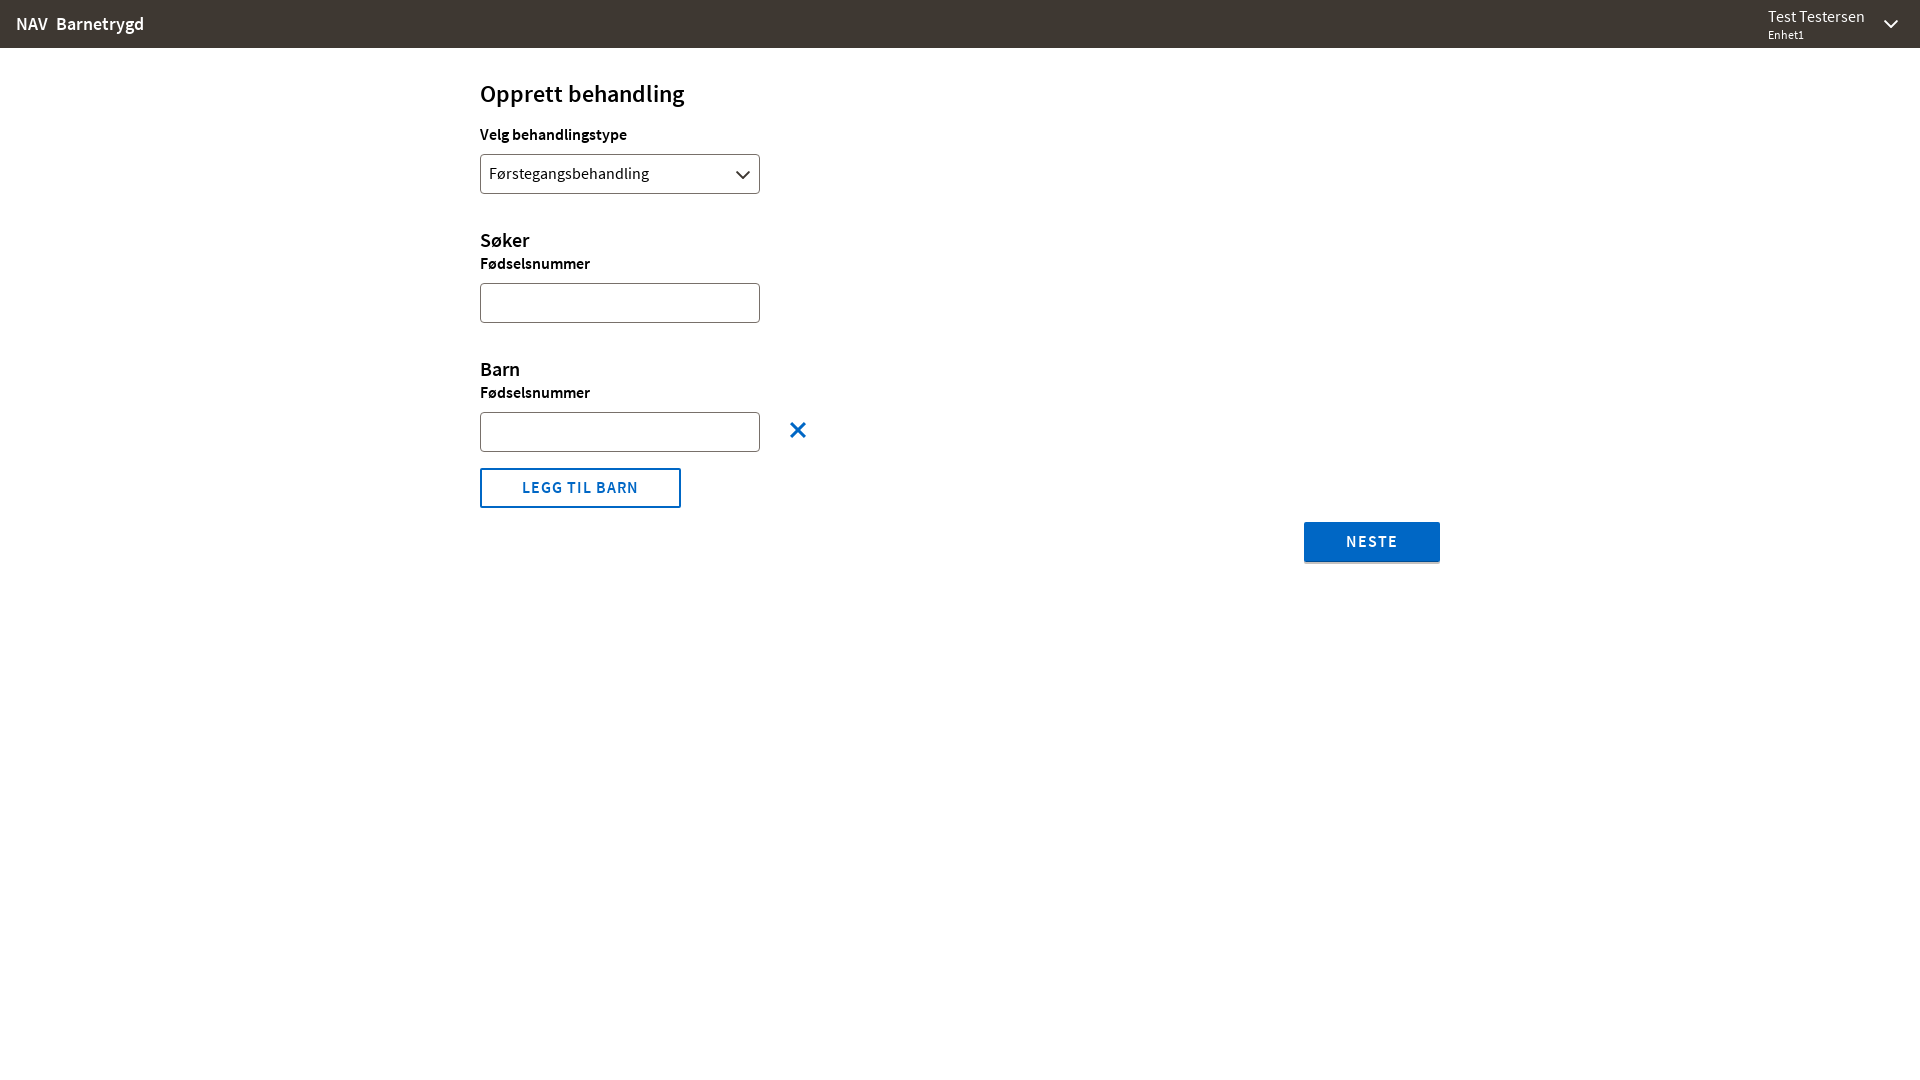 NAV Barnetrygd
Test Testersen
Enhet1
Opprett behandling
Velg behandlingstype
Førstegangsbehandling
Søker
Fødselsnummer
Barn
Fødselsnummer
LEGG TIL BARN
NESTE